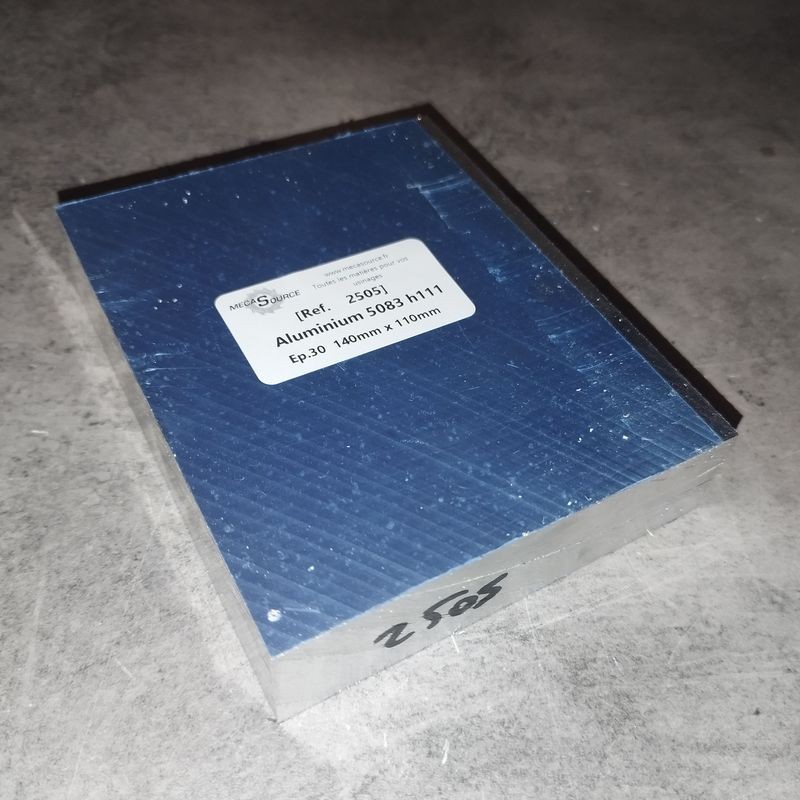 MECASOURCE
www.mecasource.fr
Toutes les matières pour vos
usinages
[Ref. 2505]
Aluminium 5083 h111
Ep.30 140mm x 110mm
2505